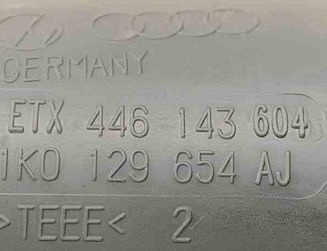 GERMANY
ETX 446 143 604
1K0 129 654 AJ
>TEEE< 2